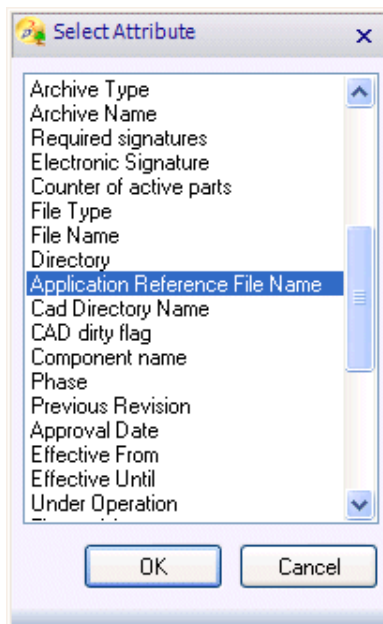 Select Attribute
Archive Type
Archive Name
Required signatures
Electronic Signature
Counter of active parts
File Type
File Name
Directory
Application Reference File Name
Cad Directory Name
CAD dirty flag
Component name
Phase
Previous Revision
Approval Date
Effective From
Effective Until
Under Operation
OK Cancel